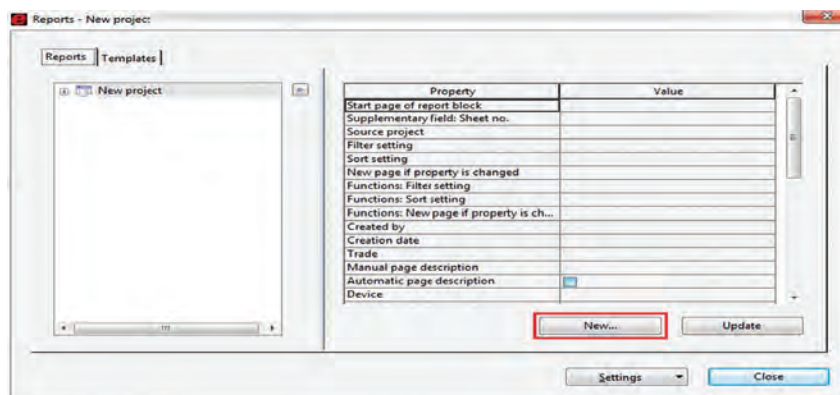 Reports - New project
Reports Templates
New project
Property Value
Start page of report block
Supplementary field: Sheet no.
Source project
Filter setting
Sort setting
New page if property is changed
Functions: Filter setting
Functions: Sort setting
Functions: New page if property is ch...
Created by
Creation date
Trade
Manual page description
Automatic page description
Device
New... Update
Settings Close